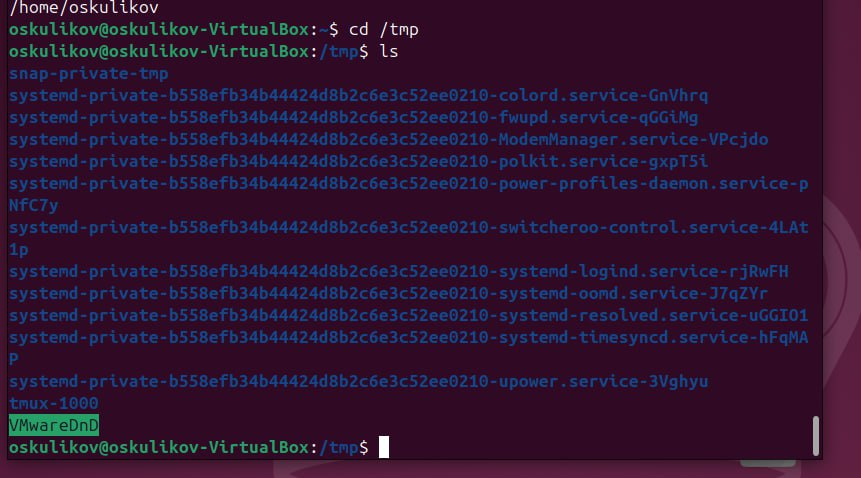 /home/oskulikov
oskulikov@oskulikov-VirtualBox:~$ cd /tmp
oskulikov@oskulikov-VirtualBox:/tmp$ ls
snap-private-tmp
systemd-private-b558efb34b44424d8b2c6e3c52ee0210-colord.service-GnVhrq
systemd-private-b558efb34b44424d8b2c6e3c52ee0210-fwupd.service-qGGiMg
systemd-private-b558efb34b44424d8b2c6e3c52ee0210-ModemManager.service-VPcjdo
systemd-private-b558efb34b44424d8b2c6e3c52ee0210-polkit.service-gxpT5i
systemd-private-b558efb34b44424d8b2c6e3c52ee0210-power-profiles-daemon.service-p
NfC7y
systemd-private-b558efb34b44424d8b2c6e3c52ee0210-switcheroo-control.service-4LAt
1p
systemd-private-b558efb34b44424d8b2c6e3c52ee0210-systemd-logind.service-rjRwFH
systemd-private-b558efb34b44424d8b2c6e3c52ee0210-systemd-oomd.service-J7qZYr
systemd-private-b558efb34b44424d8b2c6e3c52ee0210-systemd-resolved.service-uGGIO1
systemd-private-b558efb34b44424d8b2c6e3c52ee0210-systemd-timesyncd.service-hFqMA
P
systemd-private-b558efb34b44424d8b2c6e3c52ee0210-upower.service-3Vghyu
tmux-1000
VMwareDnD
oskulikov@oskulikov-VirtualBox:/tmp$